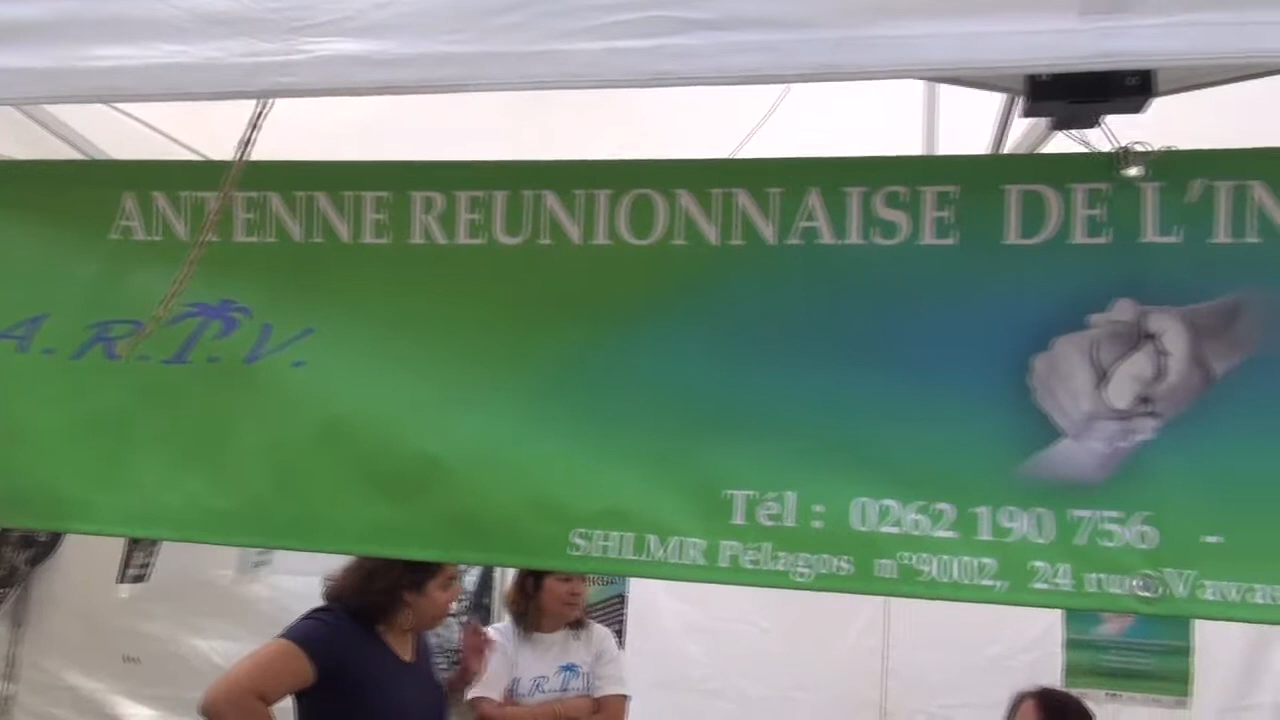 ANTENNE REUNIONNAISE DE L'IN
A.R.I.V.
Tél : 0262 190 756 -
SHLMR Pélagos n°9002, 24 rue Vavas
A.R.I.V